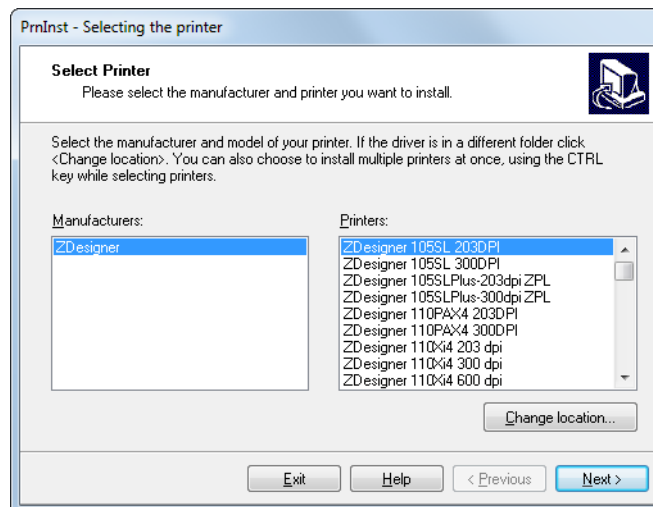 PrnInst - Selecting the printer
Select Printer
Please select the manufacturer and printer you want to install.
Select the manufacturer and model of your printer. If the driver is in a different folder click
<Change location>. You can also choose to install multiple printers at once, using the CTRL
key while selecting printers.
Manufacturers:
ZDesigner
Printers:
ZDesigner 105SL 203DPI
ZDesigner 105SL 300DPI
ZDesigner 105SLPlus-203dpi ZPL
ZDesigner 105SLPlus-300dpi ZPL
ZDesigner 110PAX4 203DPI
ZDesigner 110PAX4 300DPI
ZDesigner 110Xi4 203 dpi
ZDesigner 110Xi4 300 dpi
ZDesigner 110Xi4 600 dpi
Change location...
Exit Help < Previous Next >